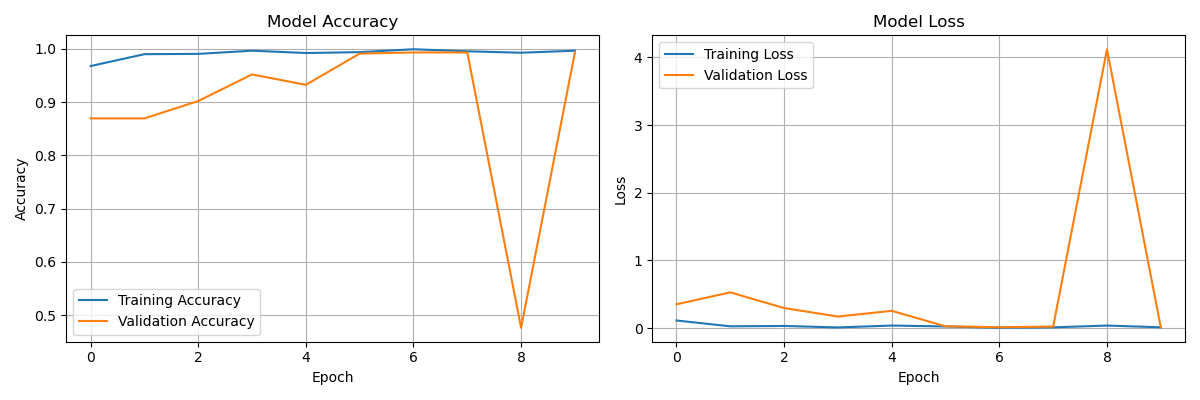 Model Accuracy
1.0
0.9
0.8
0.7
0.6
0.5
Accuracy
Training Accuracy
Validation Accuracy
0 2 4 6 8
Epoch
Model Loss
4
3
2
1
0
Loss
Training Loss
Validation Loss
0 2 4 6 8
Epoch